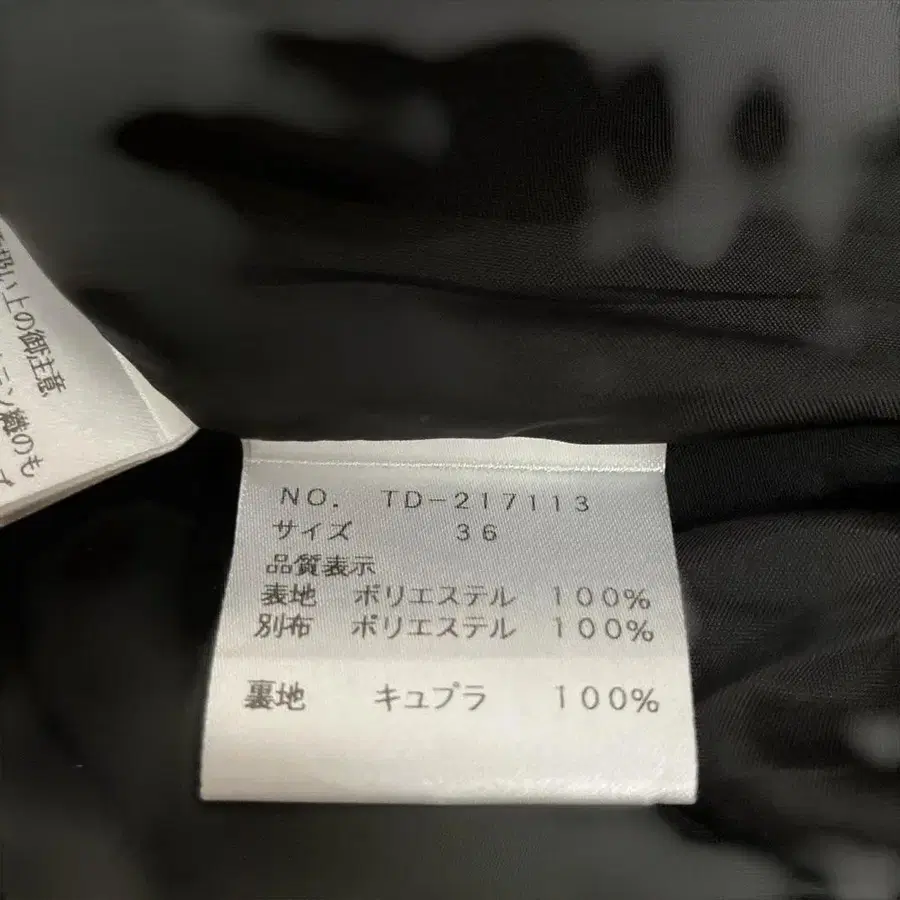 扱い上の御注意
NO. TD-217113
サイズ 36
品質表示
表地 ポリエステル 100%
別布 ポリエステル 100%
裏地 キュプラ 100%